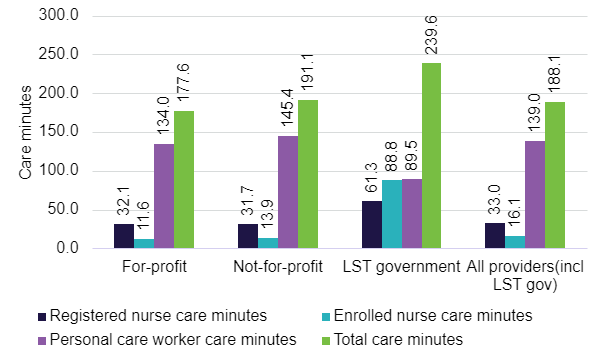 300.0
250.0
200.0
150.0
100.0
50.0
0.0
Care minutes
32.1
11.6
134.0
177.6
31.7
13.9
145.4
191.1
61.3
88.8
89.5
239.6
33.0
16.1
139.0
188.1
For-profit
Not-for-profit
LST government
All providers(incl
LST gov)
Registered nurse care minutes
Enrolled nurse care minutes
Personal care worker care minutes
Total care minutes